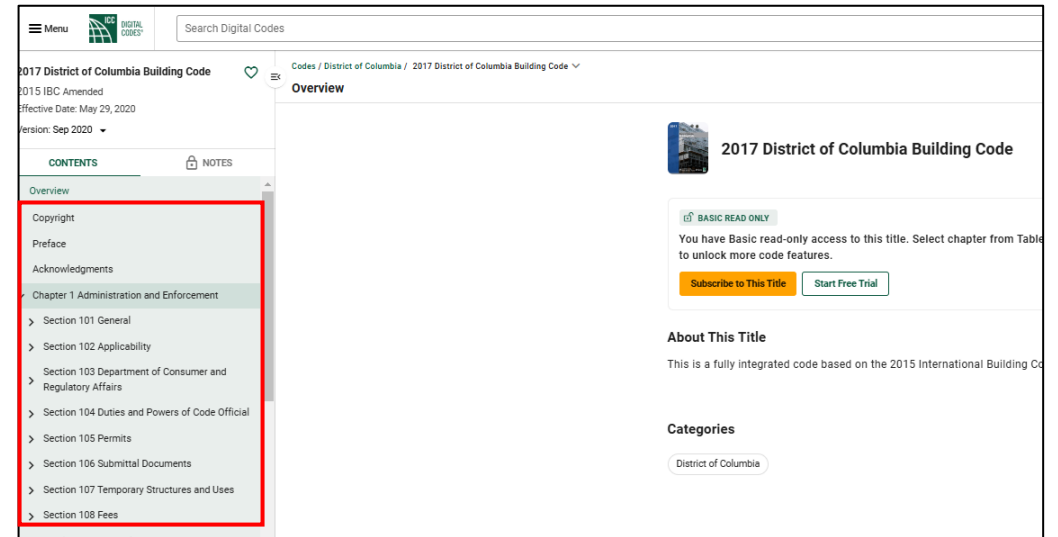 Menu
ICC DIGITAL CODES
Search Digital Codes
2017 District of Columbia Building Code
2015 IBC Amended
Effective Date: May 29, 2020
Version: Sep 2020
CONTENTS
NOTES
Overview
Copyright
Preface
Acknowledgments
Chapter 1 Administration and Enforcement
Section 101 General
Section 102 Applicability
Section 103 Department of Consumer and
Regulatory Affairs
Section 104 Duties and Powers of Code Official
Section 105 Permits
Section 106 Submittal Documents
Section 107 Temporary Structures and Uses
Section 108 Fees
Codes / District of Columbia / 2017 District of Columbia Building Code
Overview
2017 District of Columbia Building Code
BASIC READ ONLY
You have Basic read-only access to this title. Select chapter from Table
to unlock more code features.
Subscribe to This Title
Start Free Trial
About This Title
This is a fully integrated code based on the 2015 International Building Co
Categories
District of Columbia